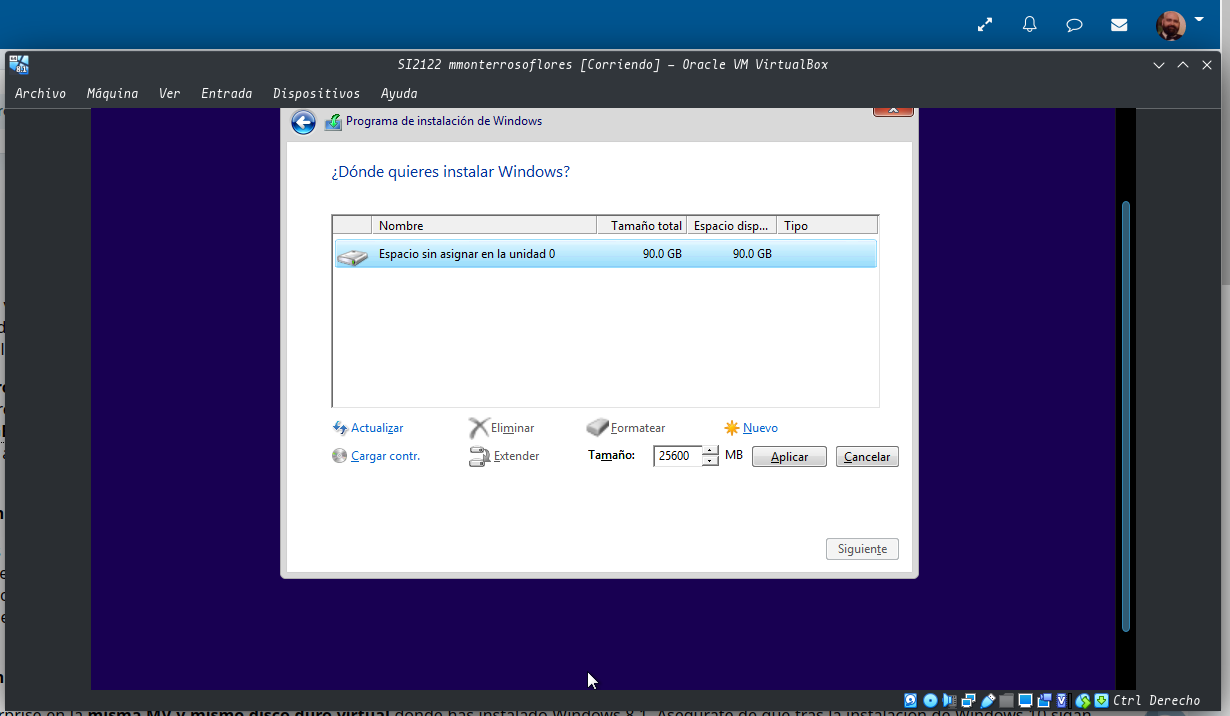 SI2122 mmonterrosoflores [Corriendo] – Oracle VM VirtualBox
Archivo Máquina Ver Entrada Dispositivos Ayuda
Programa de instalación de Windows
¿Dónde quieres instalar Windows?
Nombre Tamaño total Espacio disp... Tipo
Espacio sin asignar en la unidad 0 90.0 GB 90.0 GB
Actualizar Eliminar Formatear Nuevo
Cargar contr. Extender Tamaño: 25600 MB Aplicar Cancelar
Siguiente
Ctrl Derecho